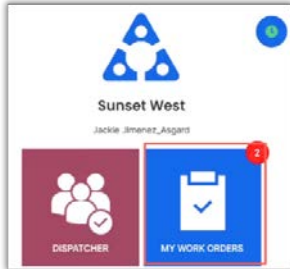 Sunset West
Jackie Jimenez_Asgard
2
DISPATCHER
MY WORK ORDERS